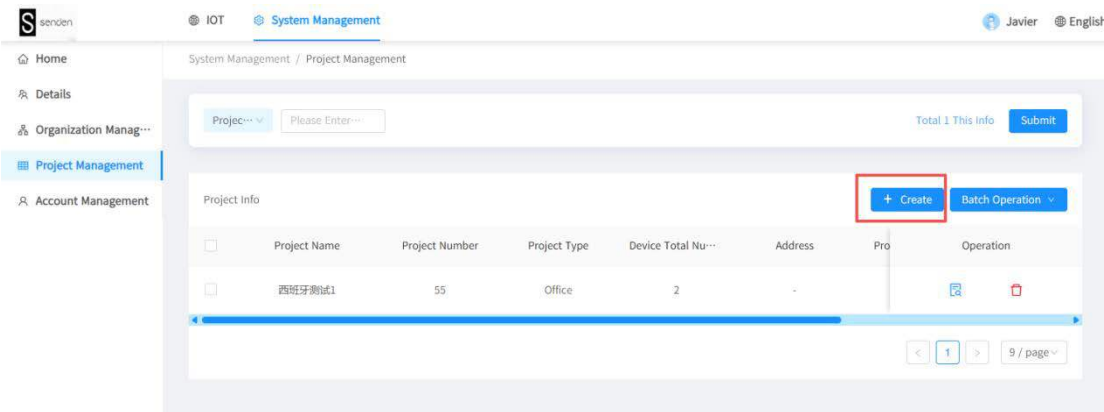 S senden
IOT
System Management
Javier
English
Home
System Management / Project Management
Details
Organization Manag···
Project Management
Account Management
Projec···
Please Enter···
Total 1 This Info
Submit
Project Info
+ Create
Batch Operation
Project Name Project Number Project Type Device Total Nu··· Address Pro Operation
西班牙测试1 55 Office 2 -
< 1 > 9 / page